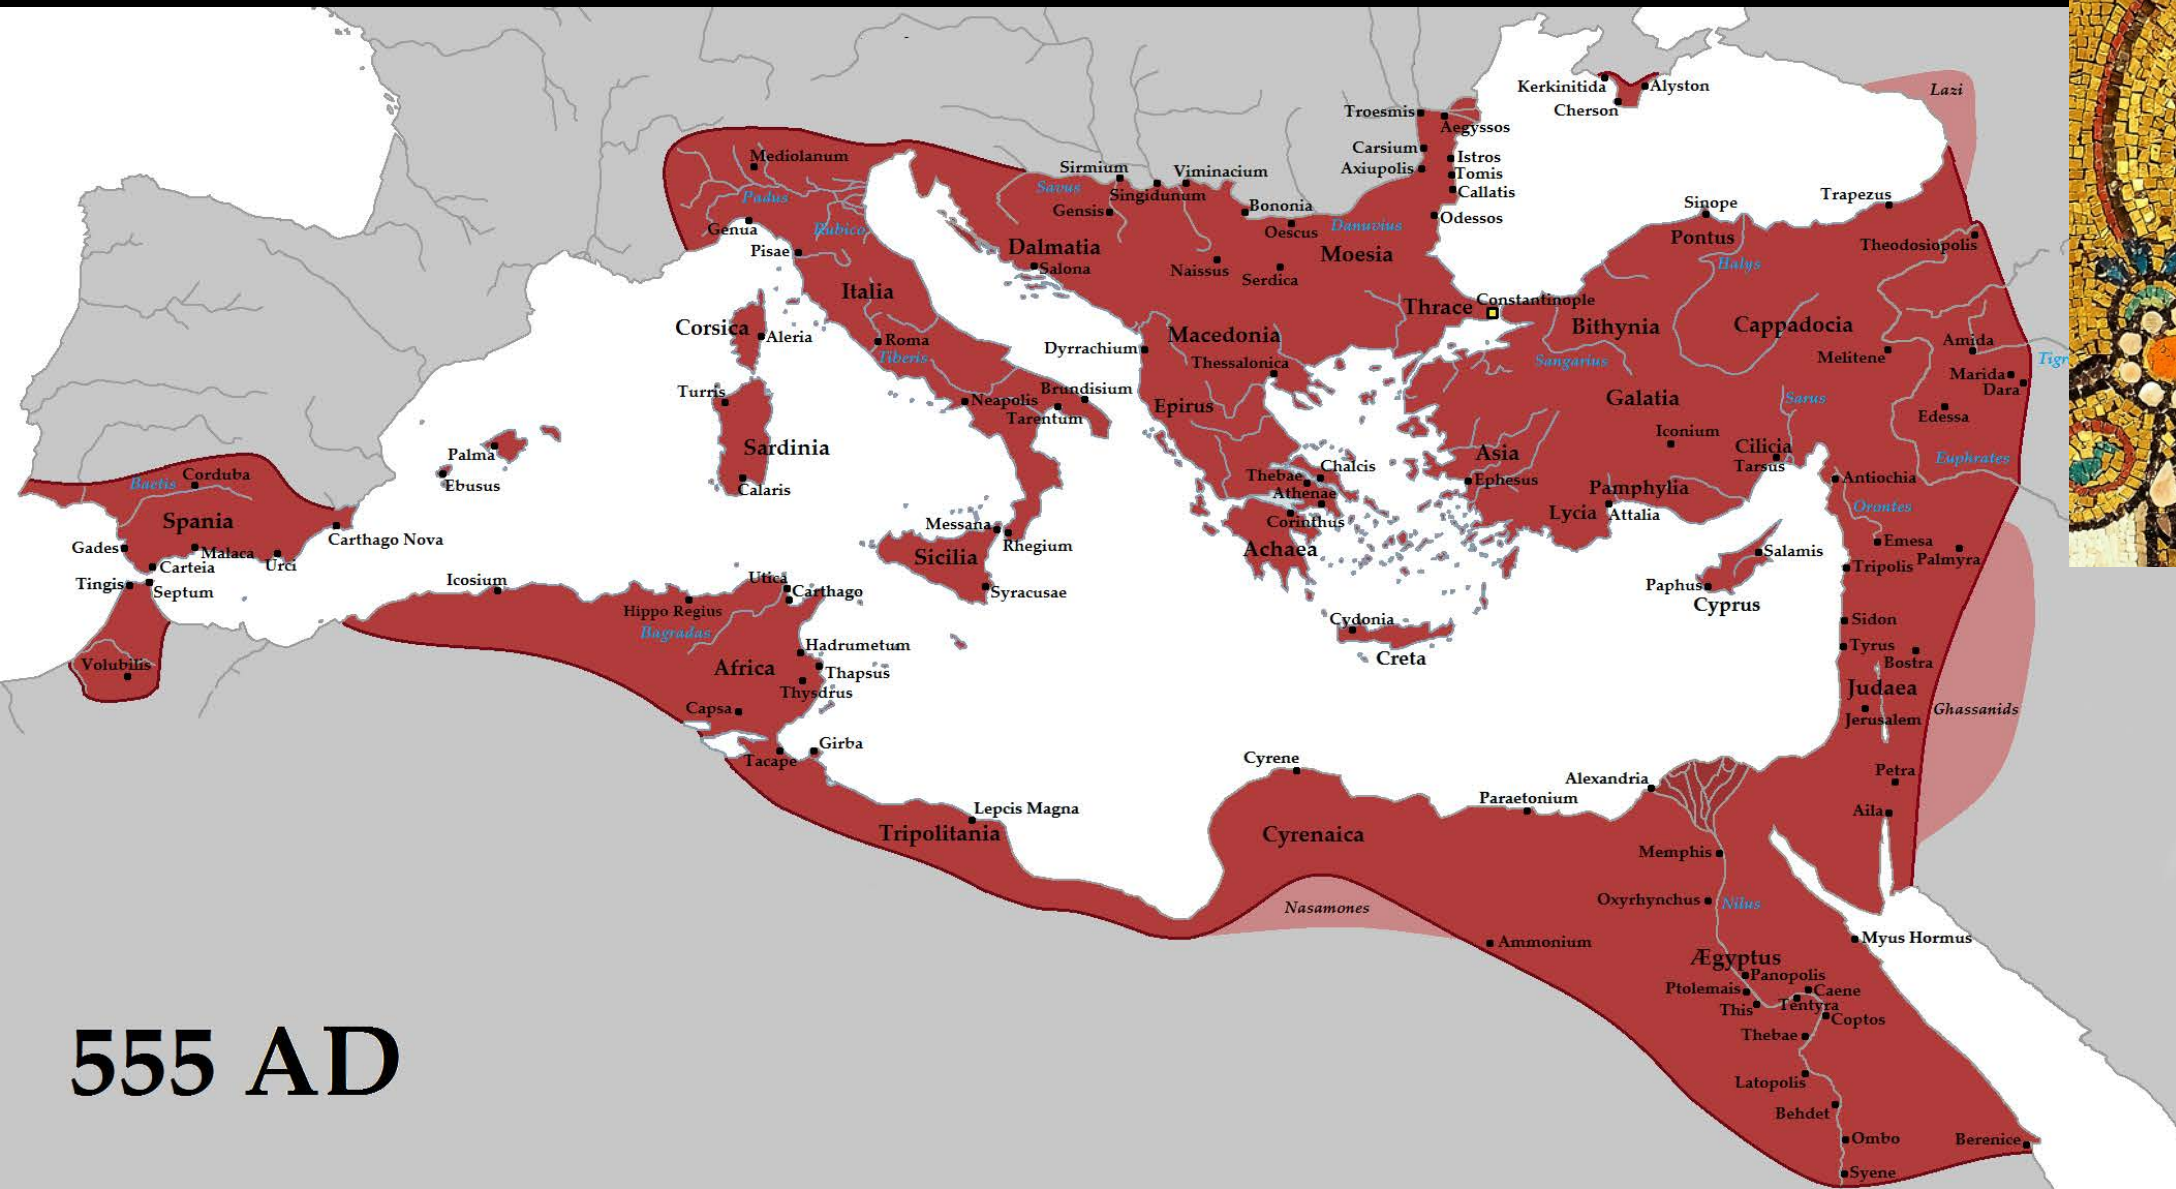 Kerkinitida
Alyston
Cherson
Lazi
Troesmis
Aegyssos
Carsium
Istros
Axiupolis
Tomis
Callatis
Odessos
Mediolanum
Padus
Genua
Rubico
Pisae
Sirmium
Viminacium
Savus
Singidunum
Gensis
Bononia
Oescus
Danuvius
Dalmatia
Salona
Naissus
Serdica
Moesia
Sinope
Trapezus
Pontus
Theodosiopolis
Halys
Italia
Corsica
Aleria
Roma
Tiberis
Thrace
Constantinople
Bithynia
Cappadocia
Macedonia
Dyrrachium
Thessalonica
Sangarius
Melitene
Amida
Tigr
Marida
Dara
Turris
Neapolis
Brundisium
Tarentum
Epirus
Galatia
Sarus
Edessa
Iconium
Sardinia
Calaris
Palma
Ebusus
Corduba
Baetis
Spania
Gades
Malaca
Urci
Carthago Nova
Carteia
Tingis
Septum
Volubilis
Chalcis
Thebae
Athenae
Corinthus
Achaea
Asia
Ephesus
Cilicia
Tarsus
Pamphylia
Lycia
Attalia
Antiochia
Euphrates
Orontes
Emesa
Palmyra
Tripolis
Salamis
Paphus
Cyprus
Messana
Rhegium
Sicilia
Syracusae
Icosium
Utica
Carthago
Hippo Regius
Bagradas
Hadrumetum
Africa
Thapsus
Thysdrus
Capsa
Girba
Tacape
Cydonia
Creta
Sidon
Tyrus
Bostra
Judaea
Jerusalem
Ghassanids
Petra
Aila
Lepcis Magna
Tripolitania
Cyrene
Cyrenaica
Alexandria
Paraetonium
Memphis
Oxyrhynchus
Nilus
Nasamones
Ammonium
Myus Hormus
Ægyptus
Panopolis
Ptolemais
Caene
This
Tentyra
Coptos
Thebae
Latopolis
Behdet
Ombo
Berenice
Syene
555 AD